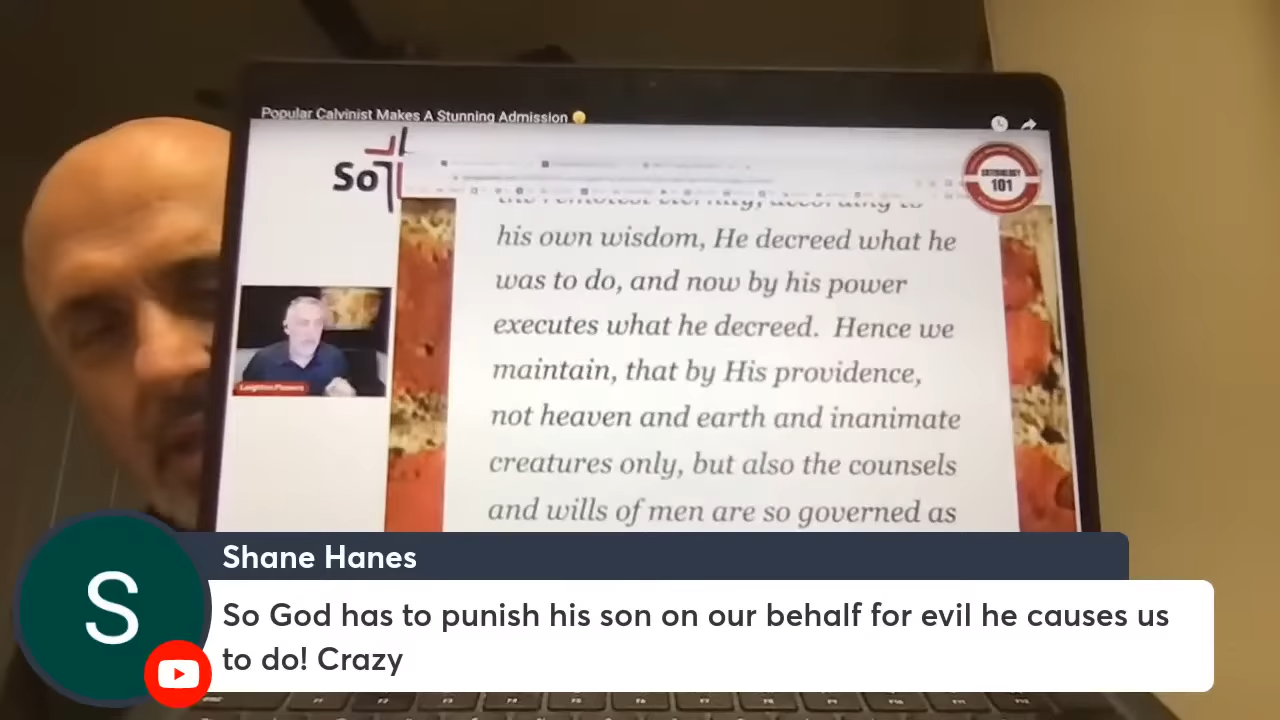 Popular Calvinist Makes A Stunning Admission
So
SOTERIOLOGY
101
his own wisdom, He decreed what he
was to do, and now by his power
executes what he decreed. Hence we
maintain, that by His providence,
not heaven and earth and inanimate
creatures only, but also the counsels
and wills of men are so governed as
Leighton Flowers
S
Shane Hanes
So God has to punish his son on our behalf for evil he causes us
to do! Crazy